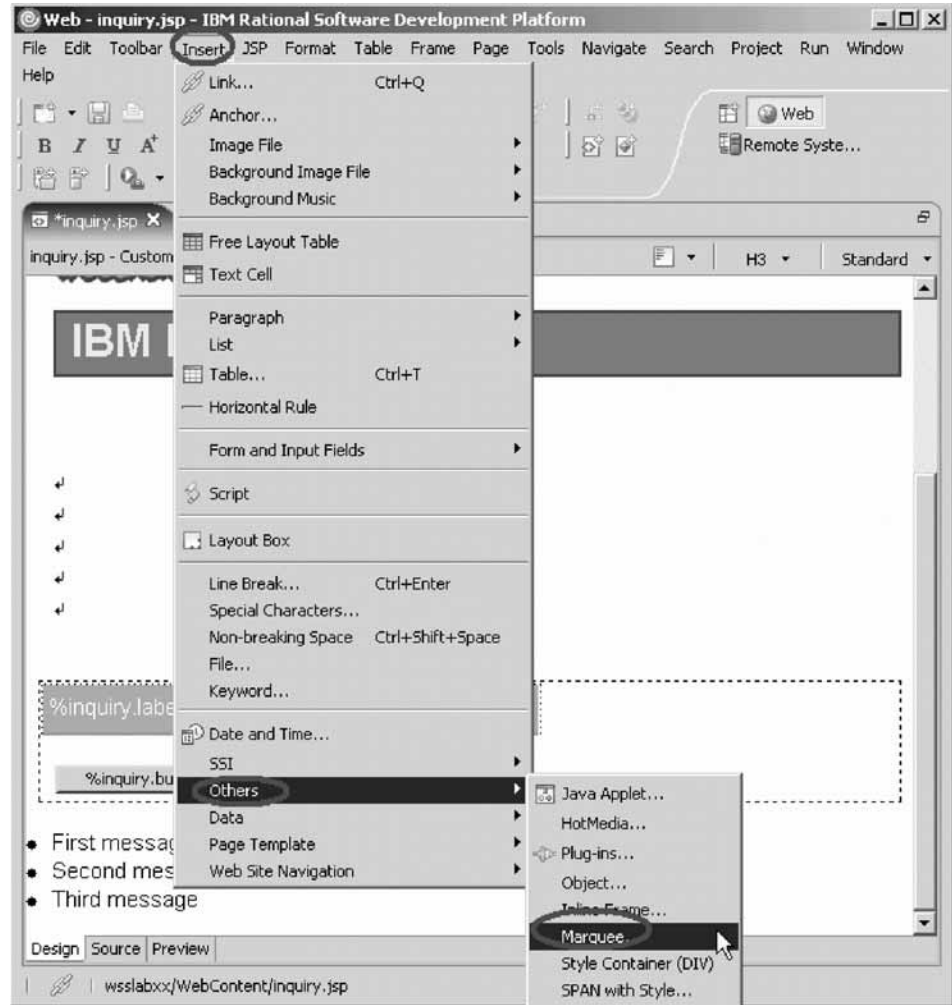 Web - inquiry.jsp - IBM Rational Software Development Platform
File Edit Toolbar Insert JSP Format Table Frame Page Tools Navigate Search Project Run Window
Help
Link... Ctrl+Q
Anchor...
Image File
Background Image File
Background Music
Free Layout Table
Text Cell
Paragraph
List
Table... Ctrl+T
Horizontal Rule
Form and Input Fields
Script
Layout Box
Line Break... Ctrl+Enter
Special Characters...
Non-breaking Space Ctrl+Shift+Space
File...
Keyword...
Date and Time...
SSI
Others
Data
Page Template
Web Site Navigation
Java Applet...
HotMedia...
Plug-ins...
Object...
Inline Frame...
Marquee
Style Container (DIV)
SPAN with Style...
B I U A+
Web
Remote Syste...
*inquiry.jsp
inquiry.jsp - Custom
H3 Standard
IBM
%inquiry.labe
%inquiry.bu
First messag
Second mes
Third message
Design Source Preview
wsslabxx/WebContent/inquiry.jsp